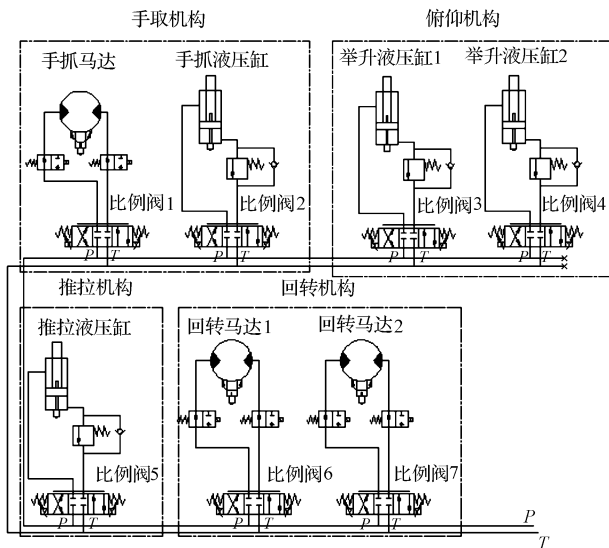 手取机构
俯仰机构
手抓马达
手抓液压缸
举升液压缸1
举升液压缸2
比例阀1
比例阀2
比例阀3
比例阀4
P T
P T
P T
P T
推拉机构
回转机构
推拉液压缸
回转马达1
回转马达2
比例阀5
比例阀6
比例阀7
P T
P T
P T
P
T